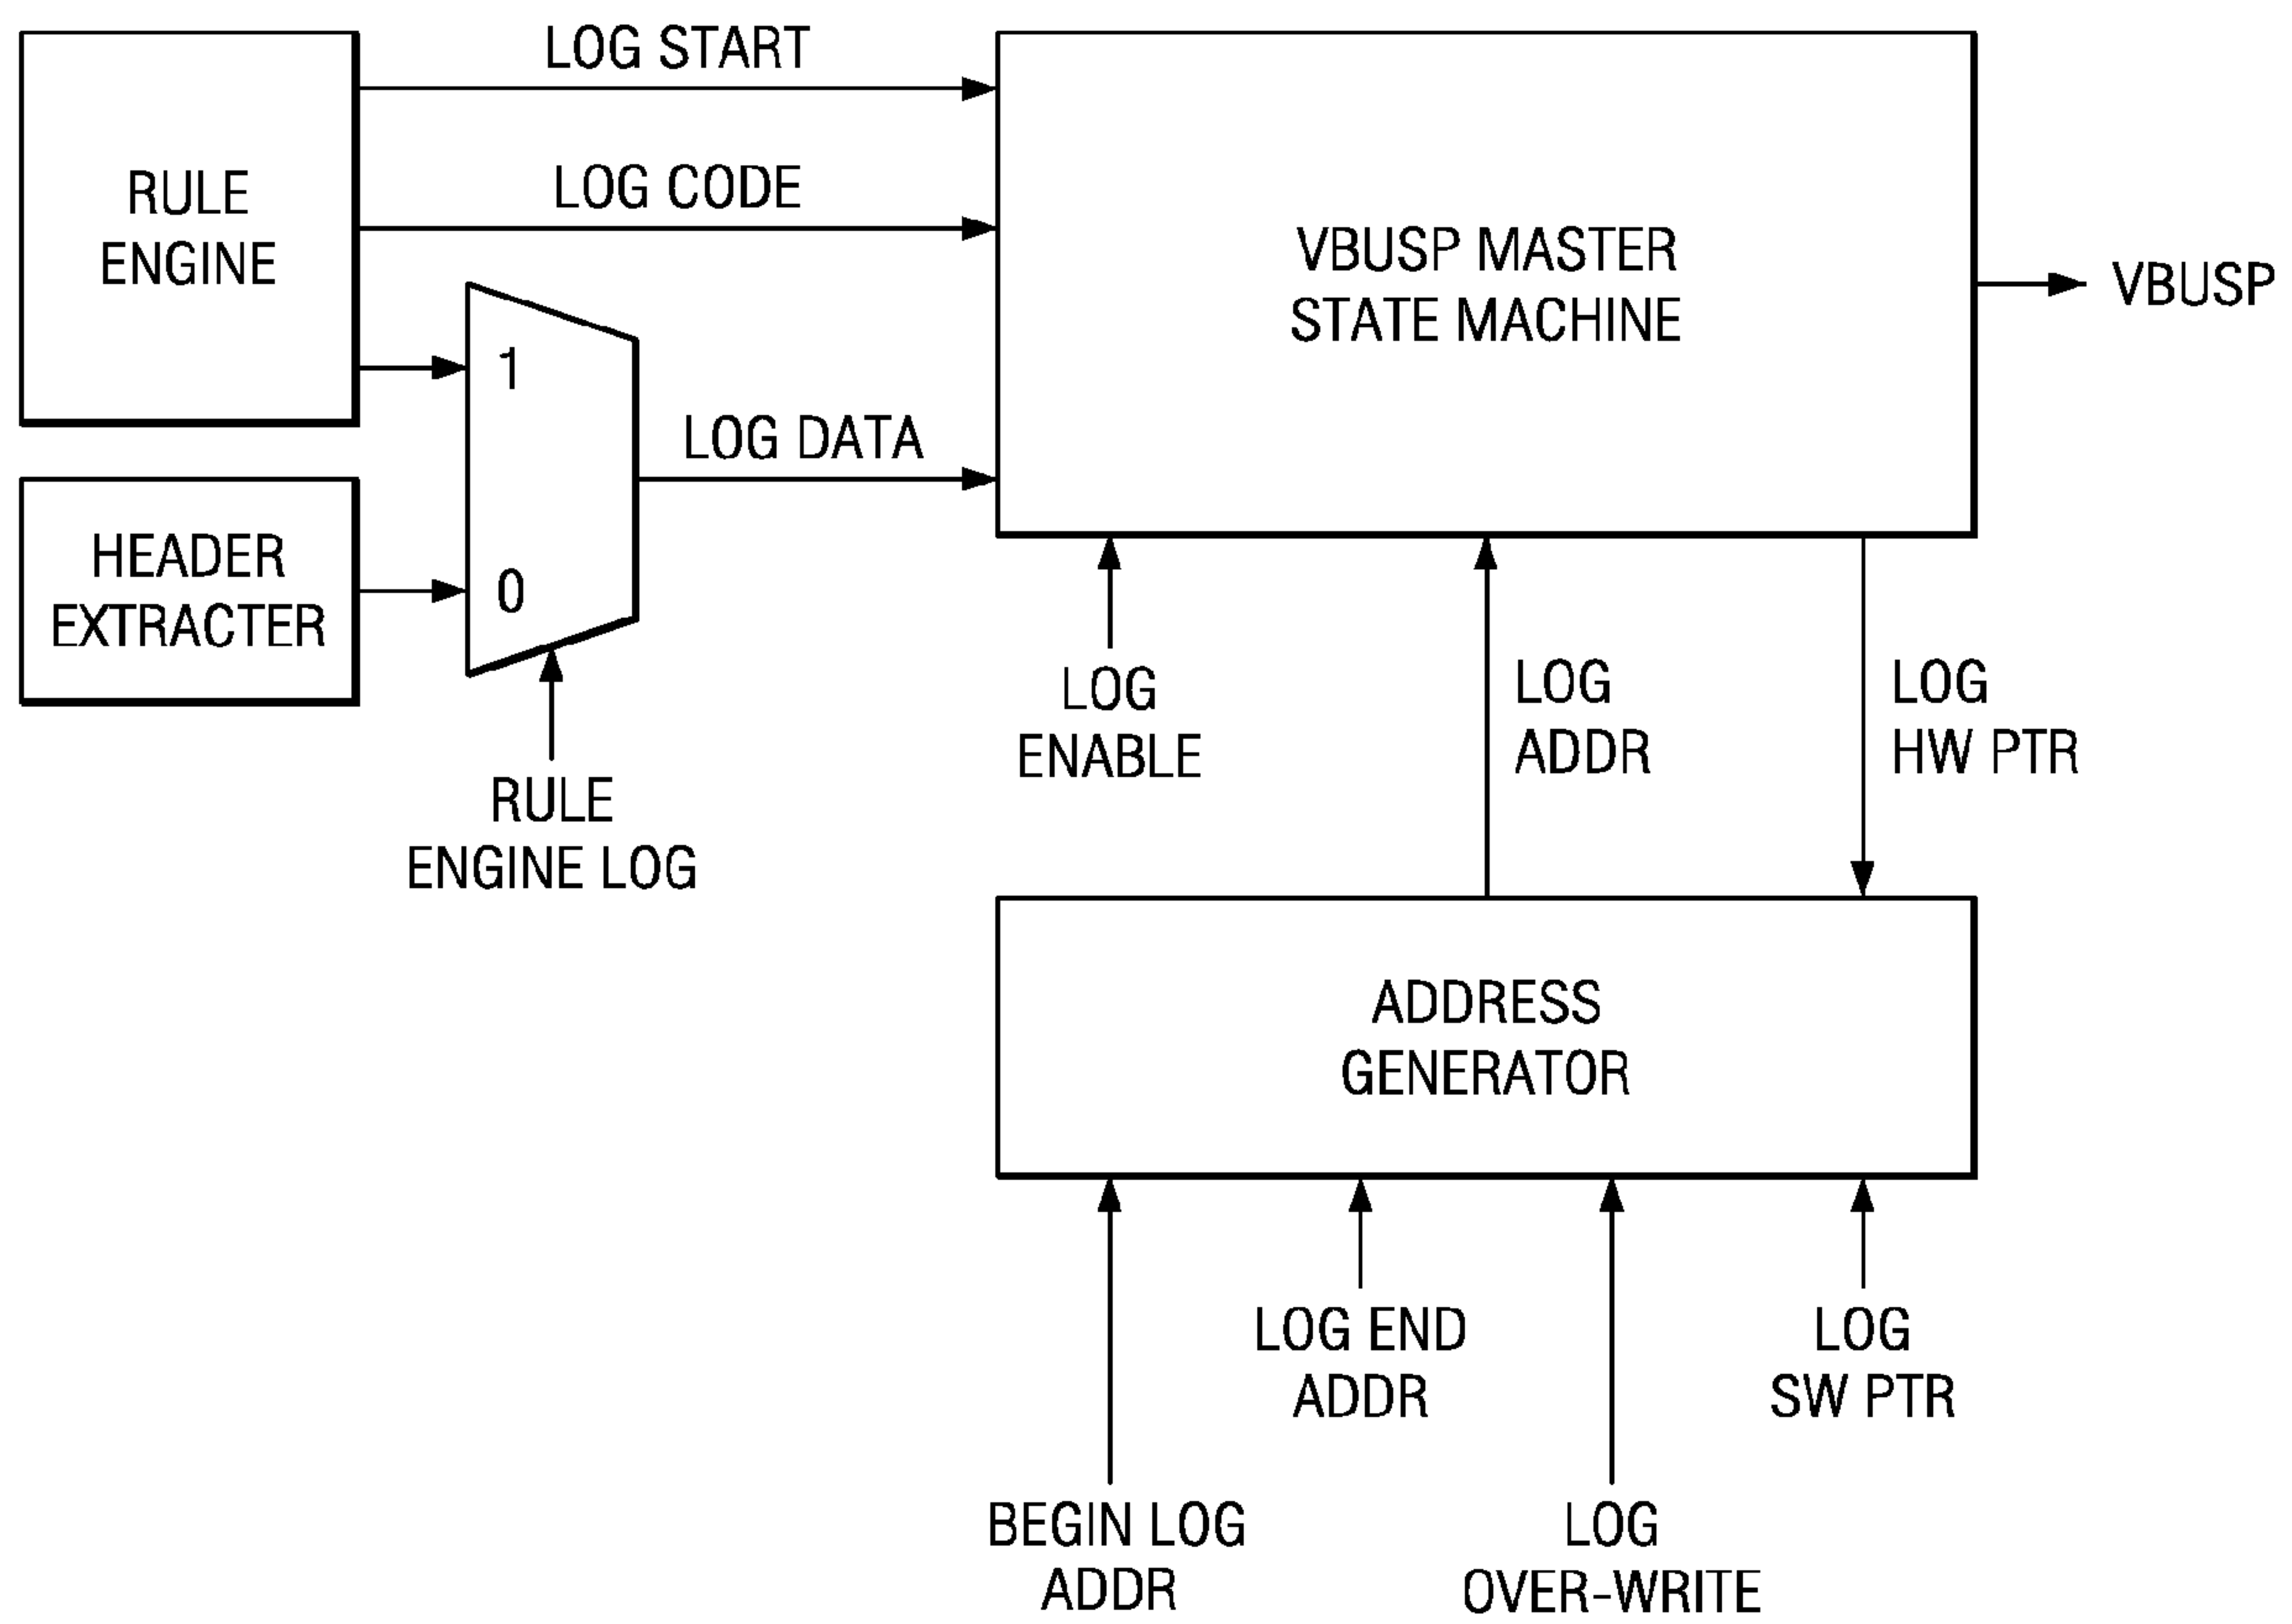 LOG START
LOG CODE
RULE
ENGINE
VBUSP MASTER
STATE MACHINE
VBUSP
1
LOG DATA
HEADER
EXTRACTER
0
RULE
ENGINE LOG
LOG
ENABLE
LOG
ADDR
LOG
HW PTR
ADDRESS
GENERATOR
LOG END
ADDR
LOG
SW PTR
BEGIN LOG
ADDR
LOG
OVER-WRITE